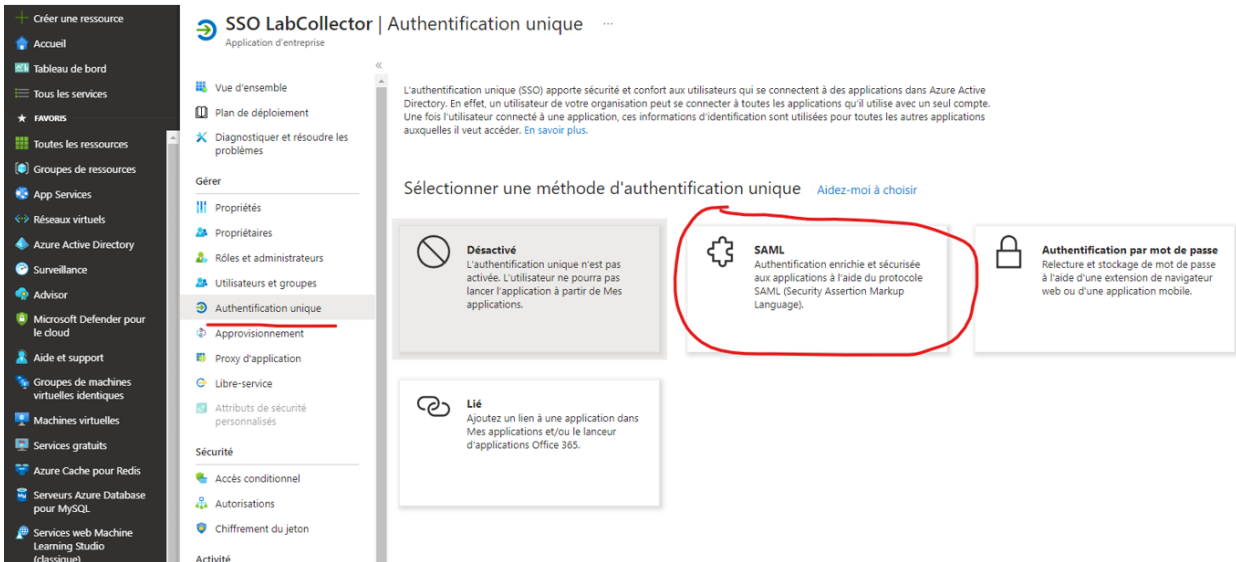 Créer une ressource
Accueil
Tableau de bord
Tous les services
FAVORIS
Toutes les ressources
Groupes de ressources
App Services
Réseaux virtuels
Azure Active Directory
Surveillance
Advisor
Microsoft Defender pour
le cloud
Aide et support
Groupes de machines
virtuelles identiques
Machines virtuelles
Services gratuits
Azure Cache pour Redis
Serveurs Azure Database
pour MySQL
Services web Machine
Learning Studio
(classique)
SSO LabCollector | Authentification unique ...
Application d'entreprise
«
Vue d'ensemble
Plan de déploiement
Diagnostiquer et résoudre les
problèmes
Gérer
Propriétés
Propriétaires
Rôles et administrateurs
Utilisateurs et groupes
Authentification unique
Approvisionnement
Proxy d'application
Libre-service
Attributs de sécurité
personnalisés
Sécurité
Accès conditionnel
Autorisations
Chiffrement du jeton
Activité
L'authentification unique (SSO) apporte sécurité et confort aux utilisateurs qui se connectent à des applications dans Azure Active
Directory. En effet, un utilisateur de votre organisation peut se connecter à toutes les applications qu'il utilise avec un seul compte.
Une fois l'utilisateur connecté à une application, ces informations d'identification sont utilisées pour toutes les autres applications
auxquelles il veut accéder. En savoir plus.
Sélectionner une méthode d'authentification unique Aidez-moi à choisir
Désactivé
L'authentification unique n'est pas
activée. L'utilisateur ne pourra pas
lancer l'application à partir de Mes
applications.
SAML
Authentification enrichie et sécurisée
aux applications à l'aide du protocole
SAML (Security Assertion Markup
Language).
Authentification par mot de passe
Relecture et stockage de mot de passe
à l'aide d'une extension de navigateur
web ou d'une application mobile.
Lié
Ajoutez un lien à une application dans
Mes applications et/ou le lanceur
d'applications Office 365.